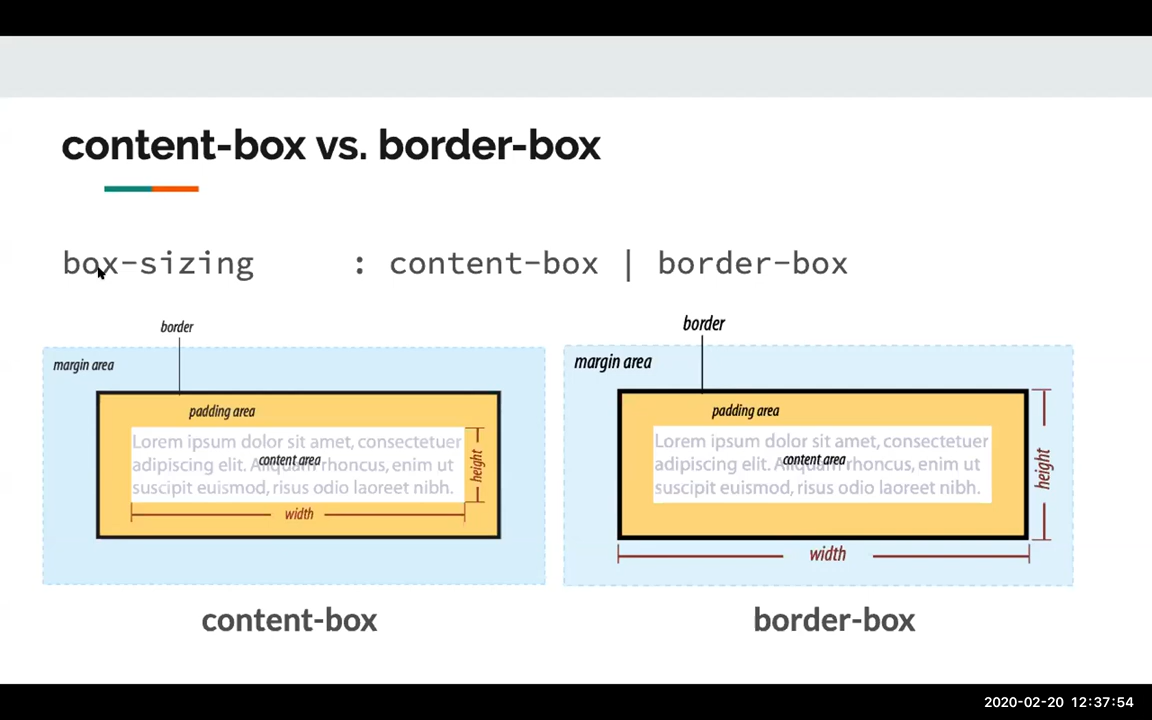 content-box vs. border-box
box-sizing : content-box | border-box
border
margin area
padding area
Lorem ipsum dolor sit amet, consectetuer
content area
adipiscing elit. Aliquam rhoncus, enim ut
suscipit euismod, risus odio laoreet nibh.
height
width
content-box
border
margin area
padding area
Lorem ipsum dolor sit amet, consectetuer
content area
adipiscing elit. Aliquam rhoncus, enim ut
suscipit euismod, risus odio laoreet nibh.
height
width
border-box
2020-02-20 12:37:54